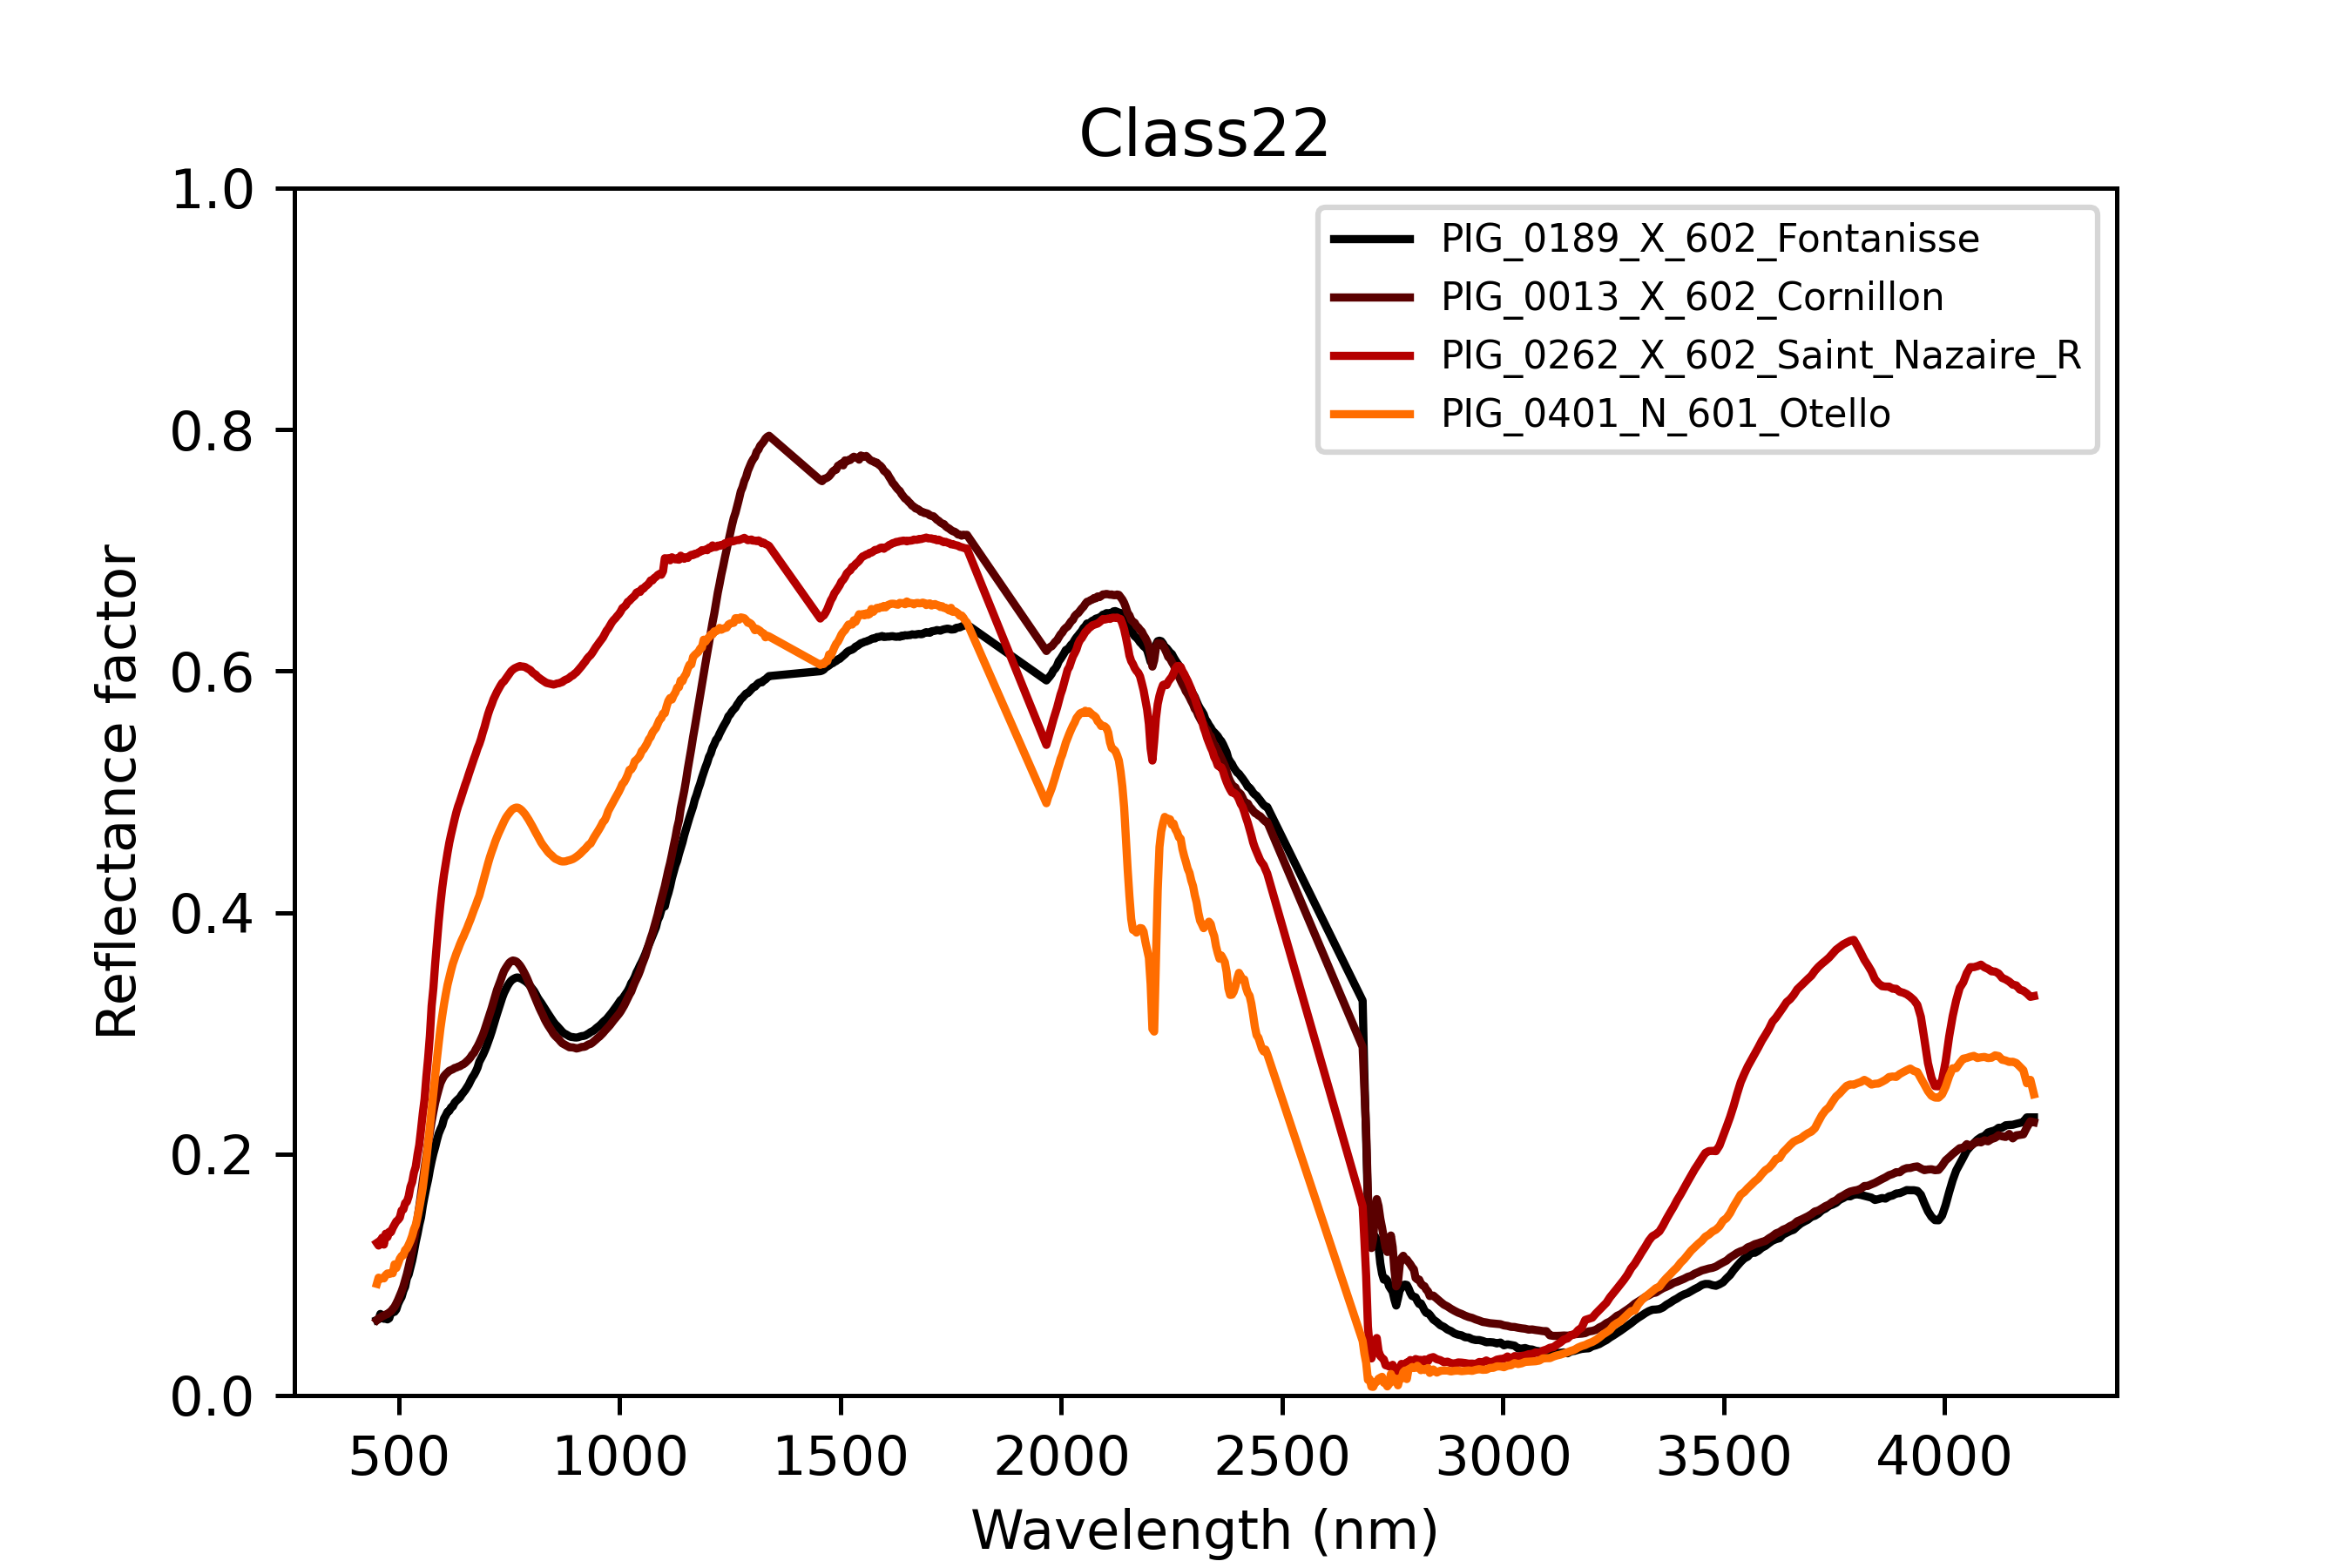 Class22
Reflectance factor
1.0
0.8
0.6
0.4
0.2
0.0
PIG_0189_X_602_Fontanisse
PIG_0013_X_602_Cornillon
PIG_0262_X_602_Saint_Nazaire_R
PIG_0401_N_601_Otello
500 1000 1500 2000 2500 3000 3500 4000
Wavelength (nm)